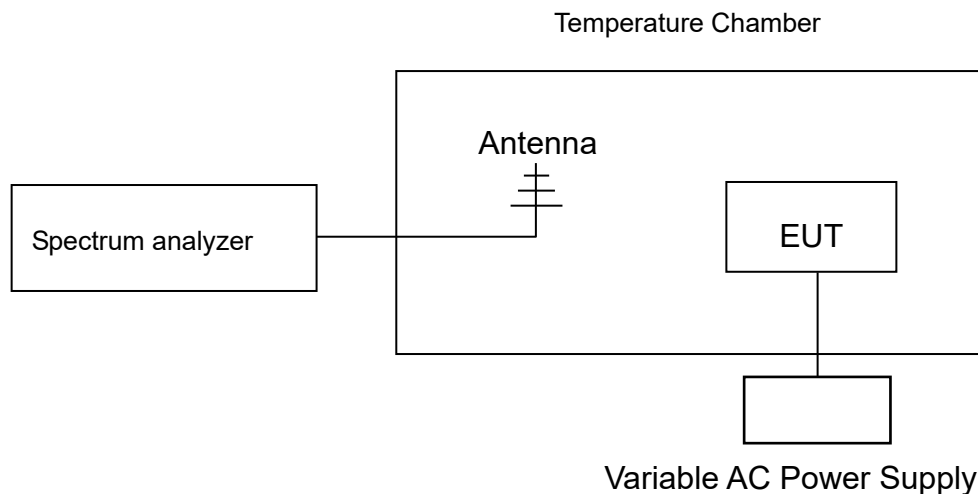 Temperature Chamber
Antenna
Spectrum analyzer
EUT
Variable AC Power Supply